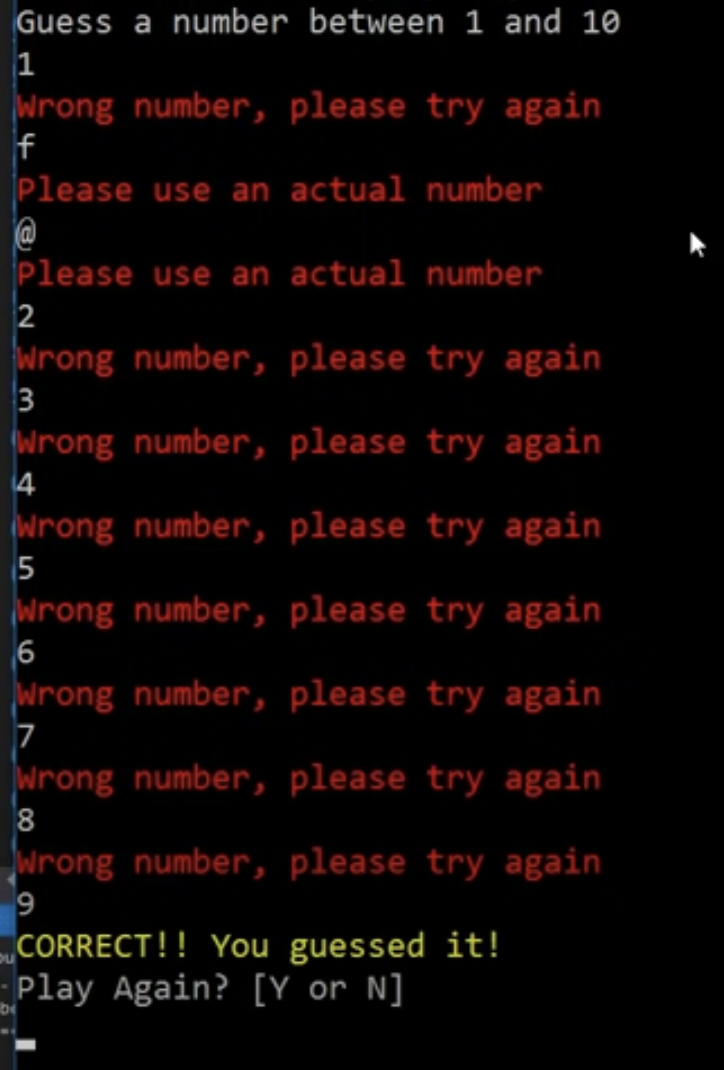 Guess a number between 1 and 10
1
Wrong number, please try again
f
Please use an actual number
@
Please use an actual number
2
Wrong number, please try again
3
Wrong number, please try again
4
Wrong number, please try again
5
Wrong number, please try again
6
Wrong number, please try again
7
Wrong number, please try again
8
Wrong number, please try again
9
CORRECT!! You guessed it!
Play Again? [Y or N]